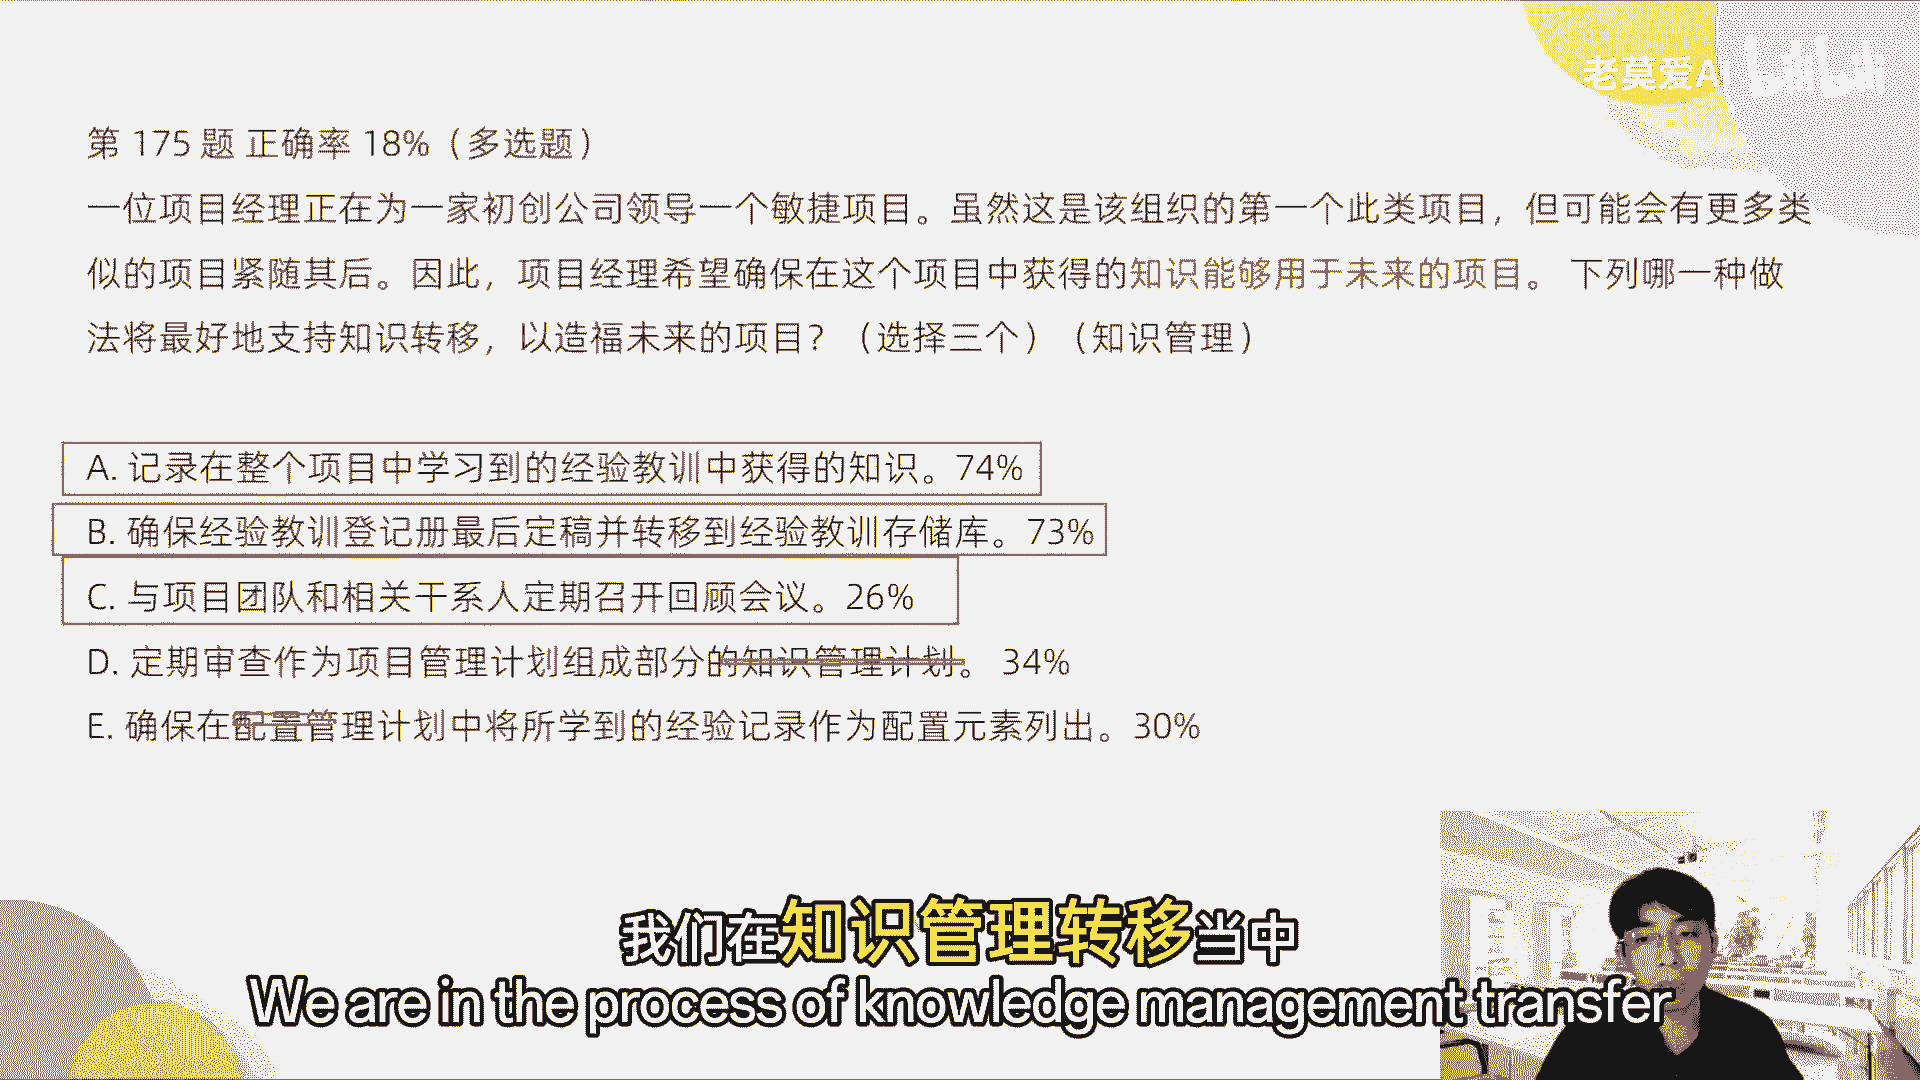 老莫爱A
第 175 题 正确率 18%（多选题）
一位项目经理正在为一家初创公司领导一个敏捷项目。虽然这是该组织的第一个此类项目，但可能会有更多类
似的项目紧随其后。因此，项目经理希望确保在这个项目中获得的知识能够用于未来的项目。 下列哪一种做
法将最好地支持知识转移，以造福未来的项目？（选择三个）（知识管理）
A. 记录在整个项目中学习到的经验教训中获得的知识。74%
B. 确保经验教训登记册最后定稿并转移到经验教训存储库。73%
C. 与项目团队和相关干系人定期召开回顾会议。26%
D. 定期审查作为项目管理计划组成部分的知识管理计划。 34%
E. 确保在配置管理计划中将所学到的经验记录作为配置元素列出。30%
我们在知识管理转移当中
We are in the process of knowledge management transfer